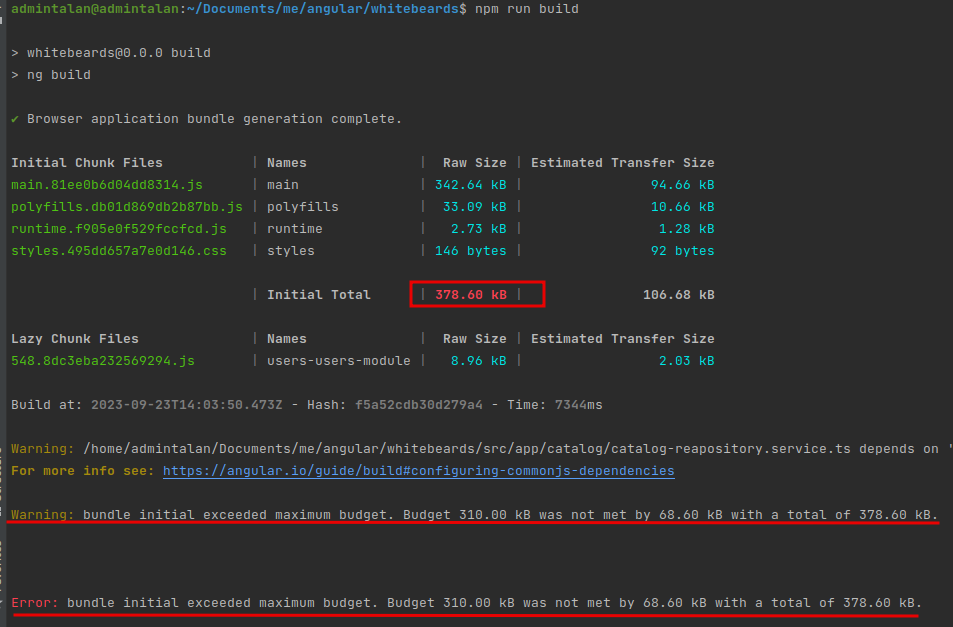 admintalan@admintalan:~/Documents/me/angular/whitebeards$ npm run build
> whitebeards@0.0.0 build
> ng build
✔ Browser application bundle generation complete.
Initial Chunk Files | Names | Raw Size | Estimated Transfer Size
main.81ee0b6d04dd8314.js | main | 342.64 kB | 94.66 kB
polyfills.db01d869db2b87bb.js | polyfills | 33.09 kB | 10.66 kB
runtime.f905e0f529fccfcd.js | runtime | 2.73 kB | 1.28 kB
styles.495dd657a7e0d146.css | styles | 146 bytes | 92 bytes
| Initial Total | 378.60 kB | 106.68 kB
Lazy Chunk Files | Names | Raw Size | Estimated Transfer Size
548.8dc3eba232569294.js | users-users-module | 8.96 kB | 2.03 kB
Build at: 2023-09-23T14:03:50.473Z - Hash: f5a52cdb30d279a4 - Time: 7344ms
Warning: /home/admintalan/Documents/me/angular/whitebeards/src/app/catalog/catalog-reapository.service.ts depends on '
For more info see: https://angular.io/guide/build#configuring-commonjs-dependencies
Warning: bundle initial exceeded maximum budget. Budget 310.00 kB was not met by 68.60 kB with a total of 378.60 kB.
Error: bundle initial exceeded maximum budget. Budget 310.00 kB was not met by 68.60 kB with a total of 378.60 kB.